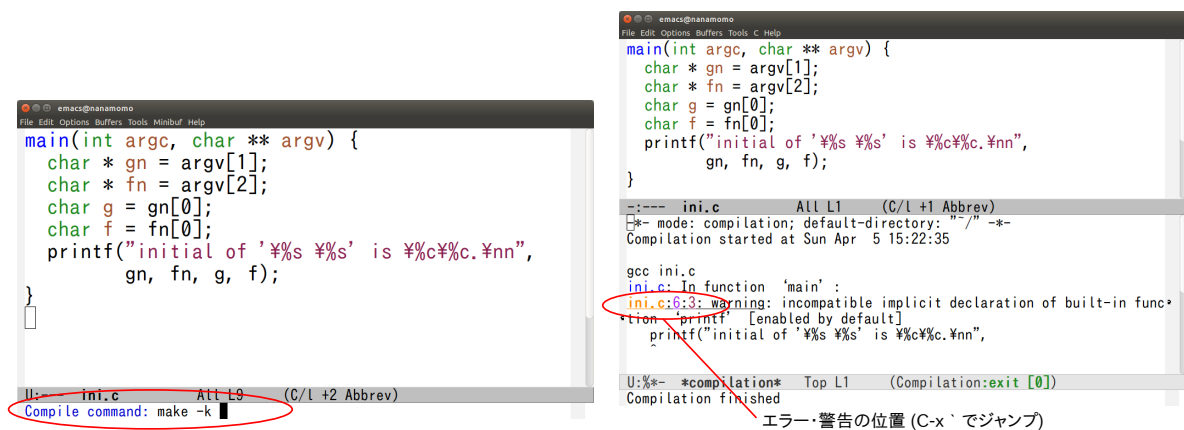 emacs@nanamomo
File Edit Options Buffers Tools Minibuf Help
main(int argc, char ** argv) {
  char * gn = argv[1];
  char * fn = argv[2];
  char g = gn[0];
  char f = fn[0];
  printf("initial of '¥%s ¥%s' is ¥%c¥%c.¥nn",
         gn, fn, g, f);
}
U:--- ini.c All L9 (C/l +2 Abbrev)
Compile command: make -k
emacs@nanamomo
File Edit Options Buffers Tools C Help
main(int argc, char ** argv) {
  char * gn = argv[1];
  char * fn = argv[2];
  char g = gn[0];
  char f = fn[0];
  printf("initial of '¥%s ¥%s' is ¥%c¥%c.¥nn",
         gn, fn, g, f);
}
-:--- ini.c All L1 (C/l +1 Abbrev)
-*- mode: compilation; default-directory: "~/" -*-
Compilation started at Sun Apr  5 15:22:35
gcc ini.c
ini.c: In function ‘main’:
ini.c:6:3: warning: incompatible implicit declaration of built-in func
tion ‘printf’ [enabled by default]
   printf("initial of '¥%s ¥%s' is ¥%c¥%c.¥nn",
   ^
U:%*- *compilation* Top L1 (Compilation:exit [0])
Compilation finished
エラー・警告の位置 (C-x ` でジャンプ)